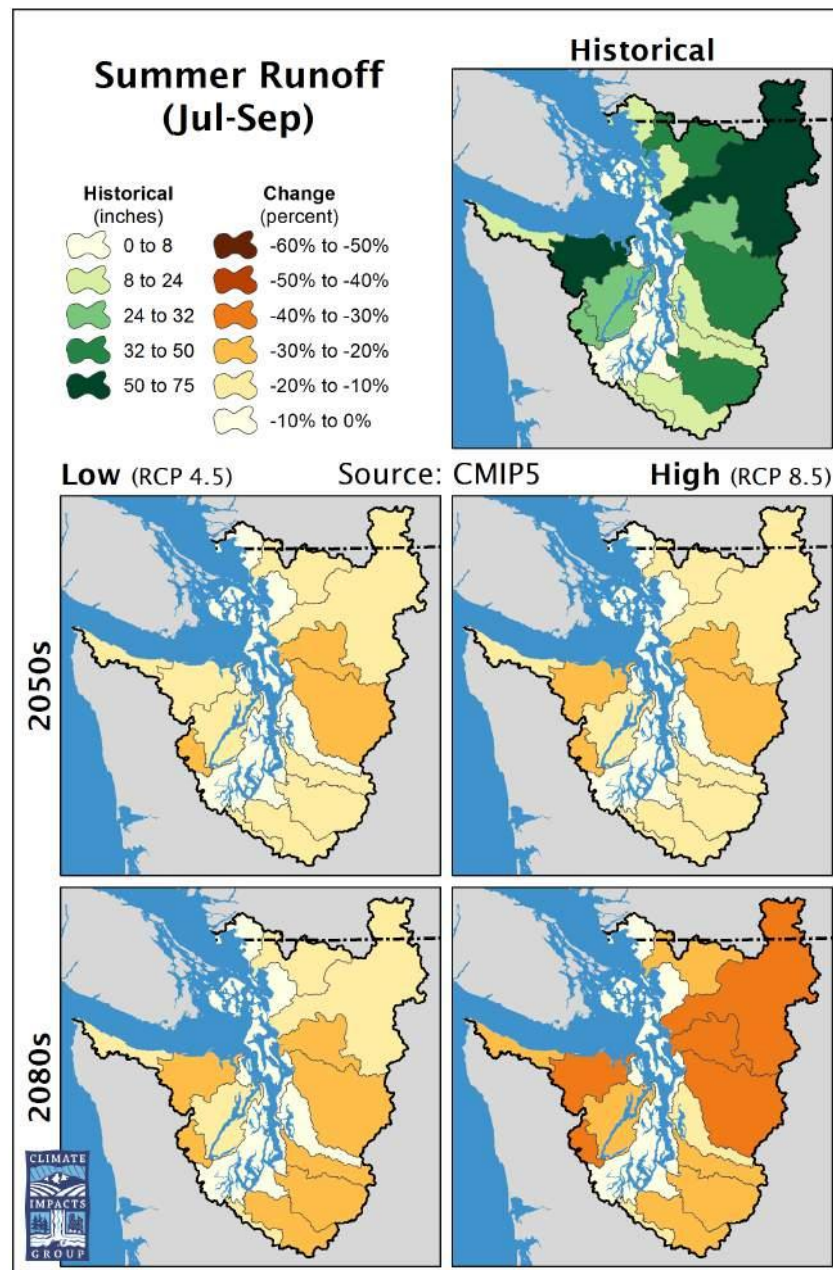 Summer Runoff
(Jul-Sep)
Historical
Historical
(inches)
0 to 8
8 to 24
24 to 32
32 to 50
50 to 75
Change
(percent)
-60% to -50%
-50% to -40%
-40% to -30%
-30% to -20%
-20% to -10%
-10% to 0%
Low (RCP 4.5) Source: CMIP5 High (RCP 8.5)
2050s
2080s
CLIMATE
IMPACTS
GROUP